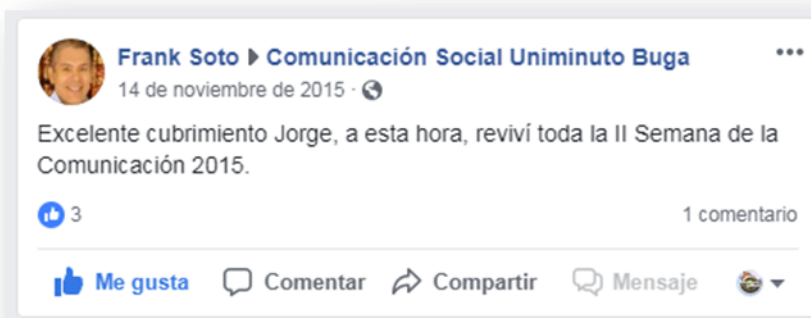 Frank Soto ▶ Comunicación Social Uniminuto Buga
14 de noviembre de 2015 ·
Excelente cubrimiento Jorge, a esta hora, reviví toda la II Semana de la
Comunicación 2015.
3 1 comentario
Me gusta Comentar Compartir Mensaje